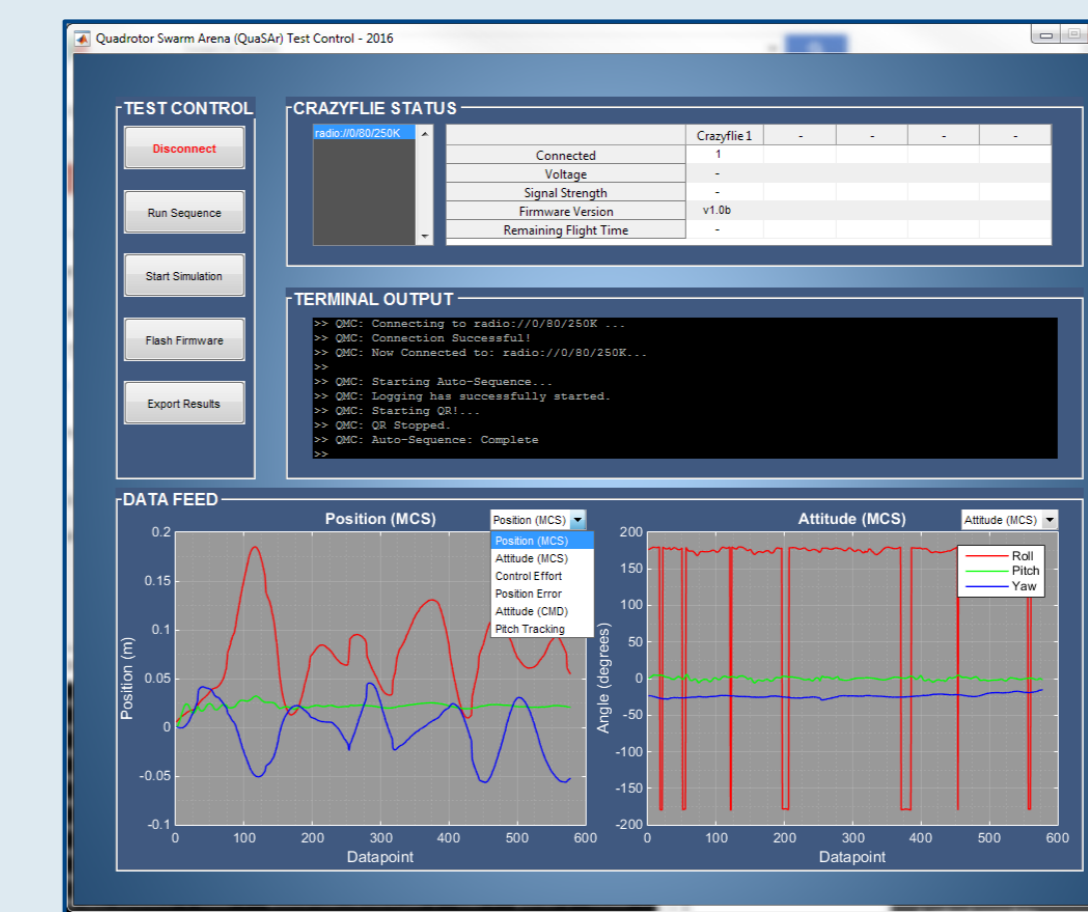 Quadrotor Swarm Arena (QuaSAr) Test Control - 2016
TEST CONTROL
Disconnect
Run Sequence
Start Simulation
Flash Firmware
Export Results
CRAZYFLIE STATUS
radio://0/80/250K
Crazyflie 1 - - - -
Connected 1
Voltage -
Signal Strength -
Firmware Version v1.0b
Remaining Flight Time -
TERMINAL OUTPUT
>> QMC: Connecting to radio://0/80/250K ...
>> QMC: Connection Successful!
>> QMC: Now Connected to: radio://0/80/250K...
>>
>> QMC: Starting Auto-Sequence...
>> QMC: Logging has successfully started.
>> QMC: Starting QR!...
>> QMC: QR Stopped.
>> QMC: Auto-Sequence: Complete
>>
DATA FEED
Position (MCS)
Position (MCS)
Position (MCS)
Attitude (MCS)
Control Effort
Position Error
Attitude (CMD)
Pitch Tracking
Position (m)
0.2
0.15
0.1
0.05
0
-0.05
-0.1
0 100 200 300 400 500 600
Datapoint
Attitude (MCS)
Attitude (MCS)
Roll
Pitch
Yaw
Angle (degrees)
200
150
100
50
0
-50
-100
-150
-200
0 100 200 300 400 500 600
Datapoint